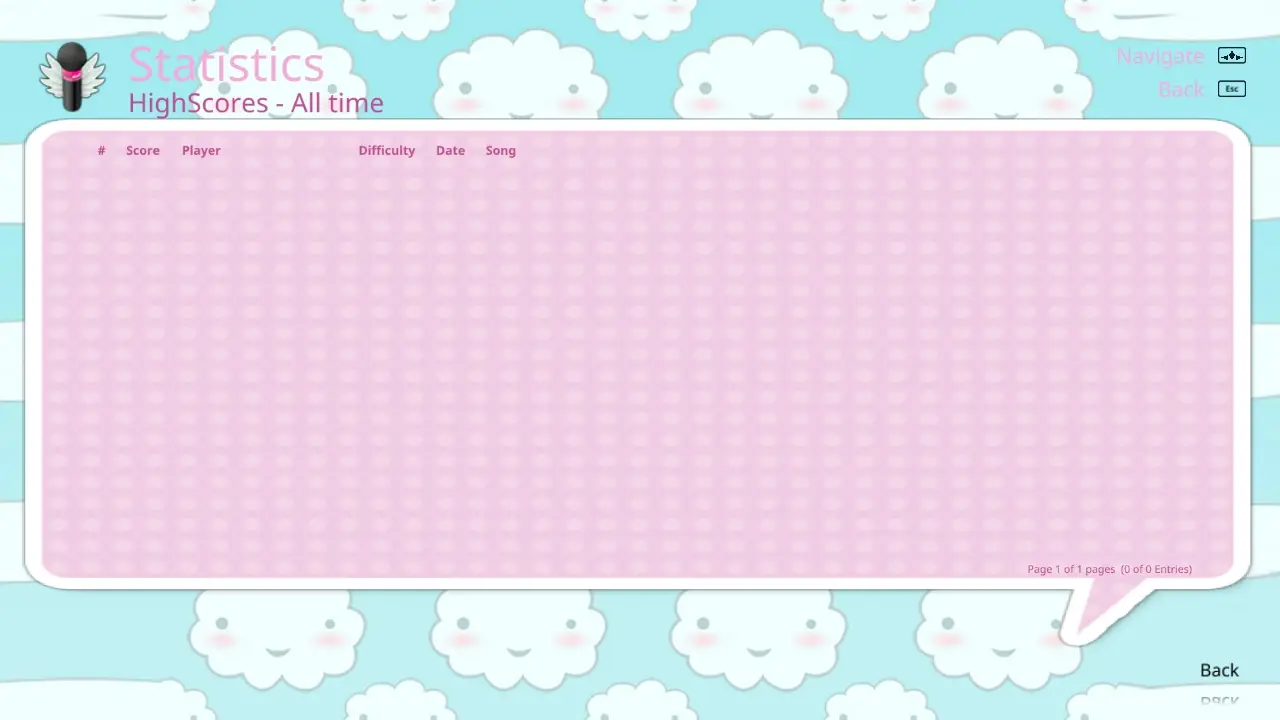 Statistics
HighScores - All time
Navigate
Back Esc
# Score Player Difficulty Date Song
Page 1 of 1 pages (0 of 0 Entries)
Back